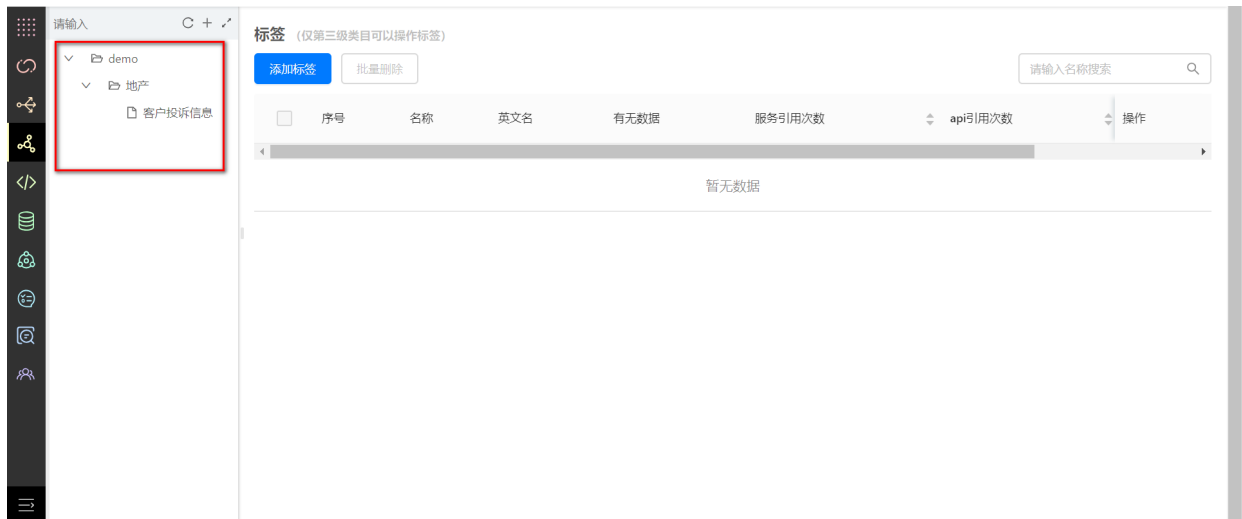 请输入
demo
地产
客户投诉信息
标签 (仅第三级类目可以操作标签)
添加标签 批量删除 请输入名称搜索
序号 名称 英文名 有无数据 服务引用次数 api引用次数 操作
暂无数据